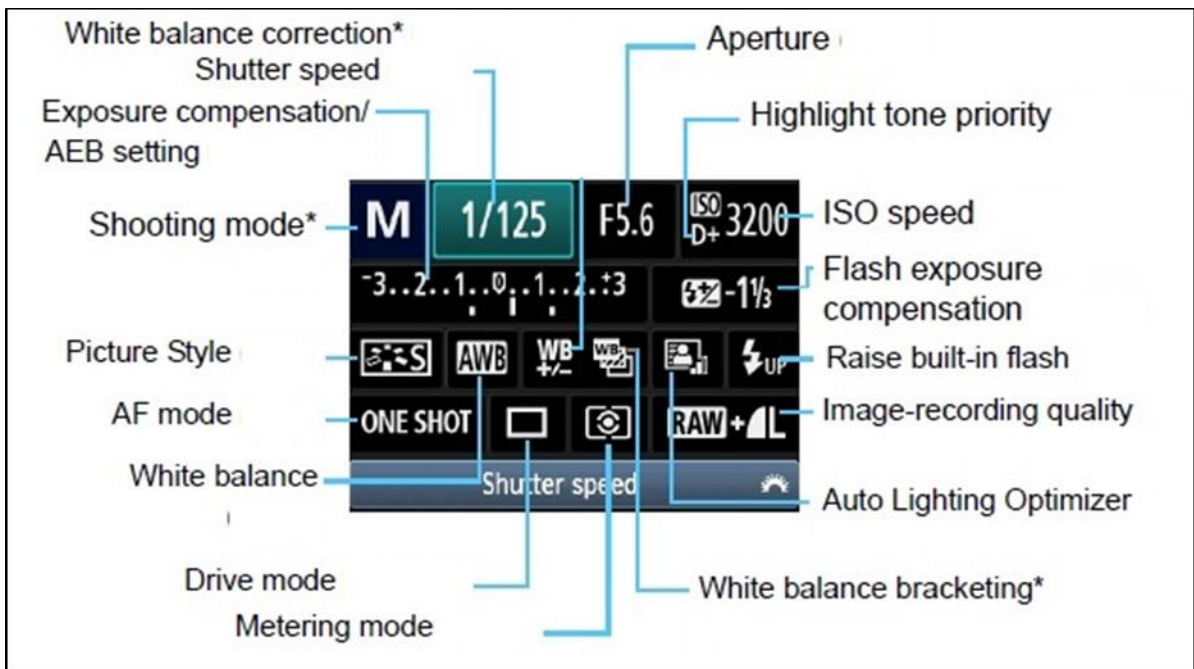 White balance correction*
Shutter speed
Aperture
Exposure compensation/
AEB setting
Highlight tone priority
Shooting mode*
M 1/125 F5.6 ISO D+ 3200
ISO speed
-3..2..1..0..1..2.:+3
-1⅓
Flash exposure
compensation
Picture Style
S AWB WB +/- WB UP
Raise built-in flash
AF mode
ONE SHOT RAW+L
Image-recording quality
White balance
Shutter speed
Auto Lighting Optimizer
Drive mode
White balance bracketing*
Metering mode